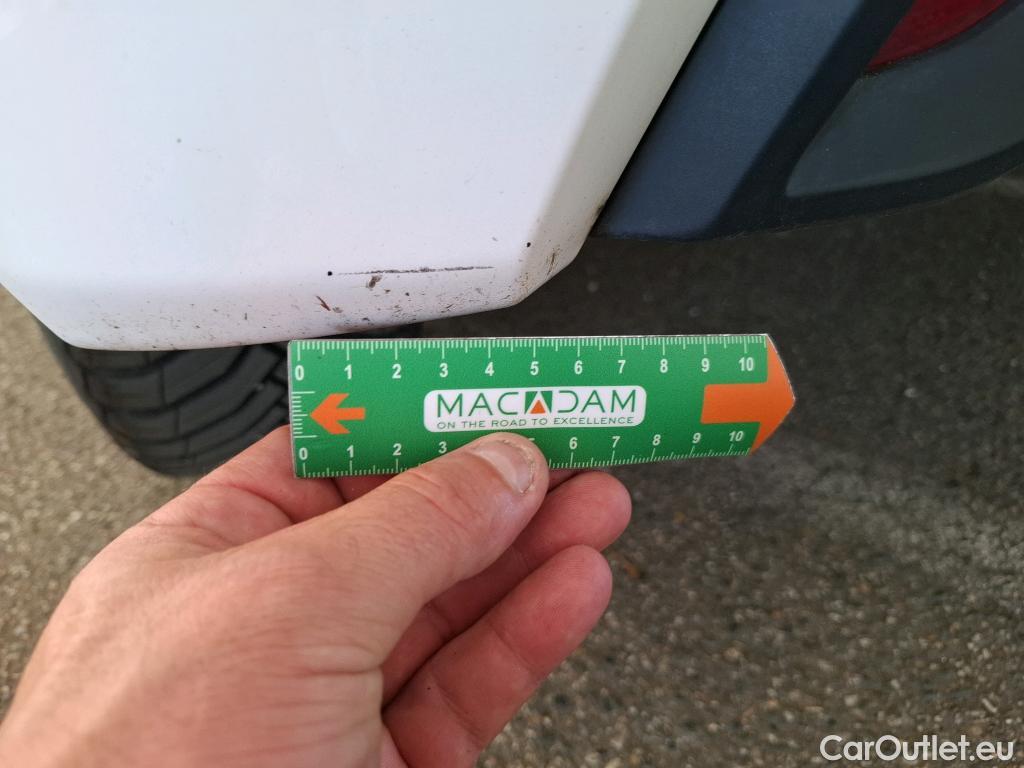 0 1 2 3 4 5 6 7 8 9 10
MACADAM
ON THE ROAD TO EXCELLENCE
0 1 2 3 5 6 7 8 9 10
CarOutlet.eu